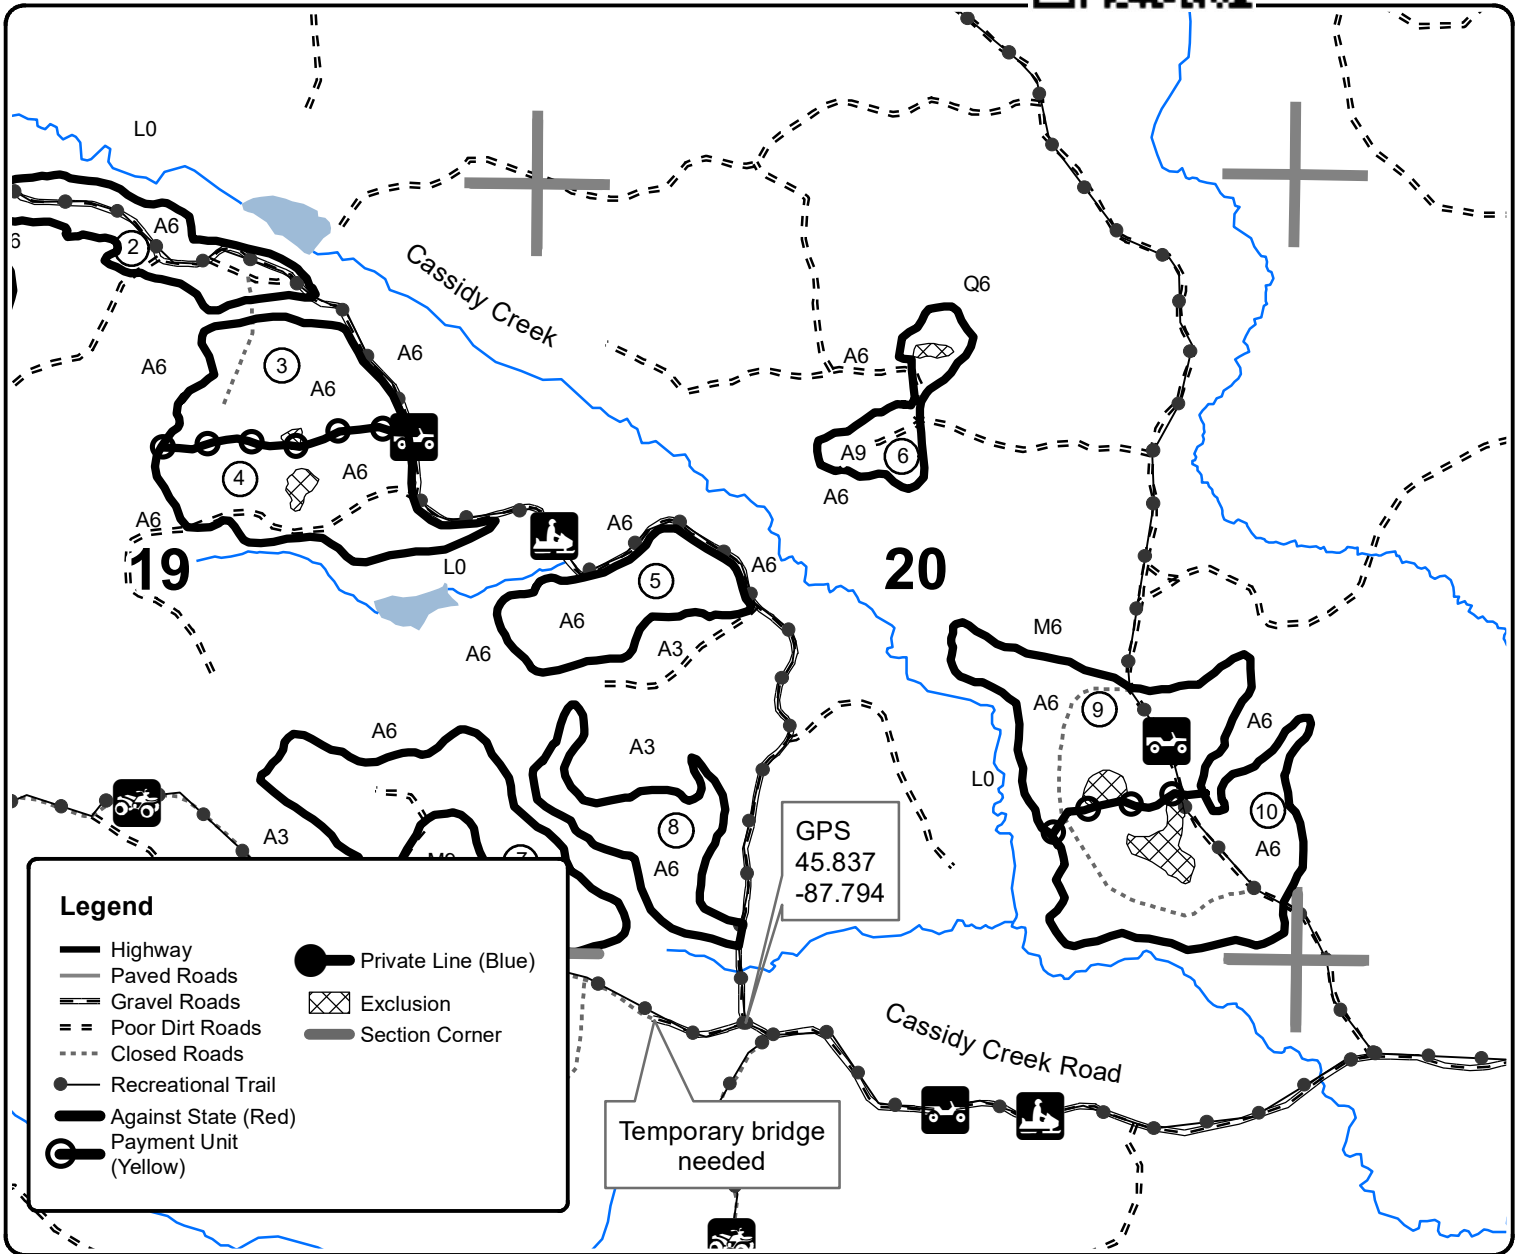 L0
A6
6
2
Cassidy Creek
Q6
A6
3
A6
A6
A6
A9
6
A6
4
A6
A6
A6
19
L0
5
A6
20
A6
A6
A3
M6
A6
9
A6
A6
A3
L0
10
A6
8
A6
A3
7
GPS
45.837
-87.794
Legend
Highway
Paved Roads
Gravel Roads
Poor Dirt Roads
Closed Roads
Recreational Trail
Against State (Red)
Payment Unit
(Yellow)
Private Line (Blue)
Exclusion
Section Corner
Cassidy Creek Road
Temporary bridge
needed